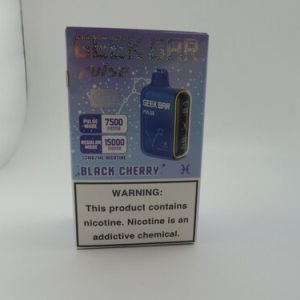 GEEK BAR
pulse
PULSE MODE 7500 PUFFS
REGULAR MODE 15000 PUFFS
GEEK BAR
PULSE
BLACK CHERRY
WARNING:
This product contains
nicotine. Nicotine is an
addictive chemical.